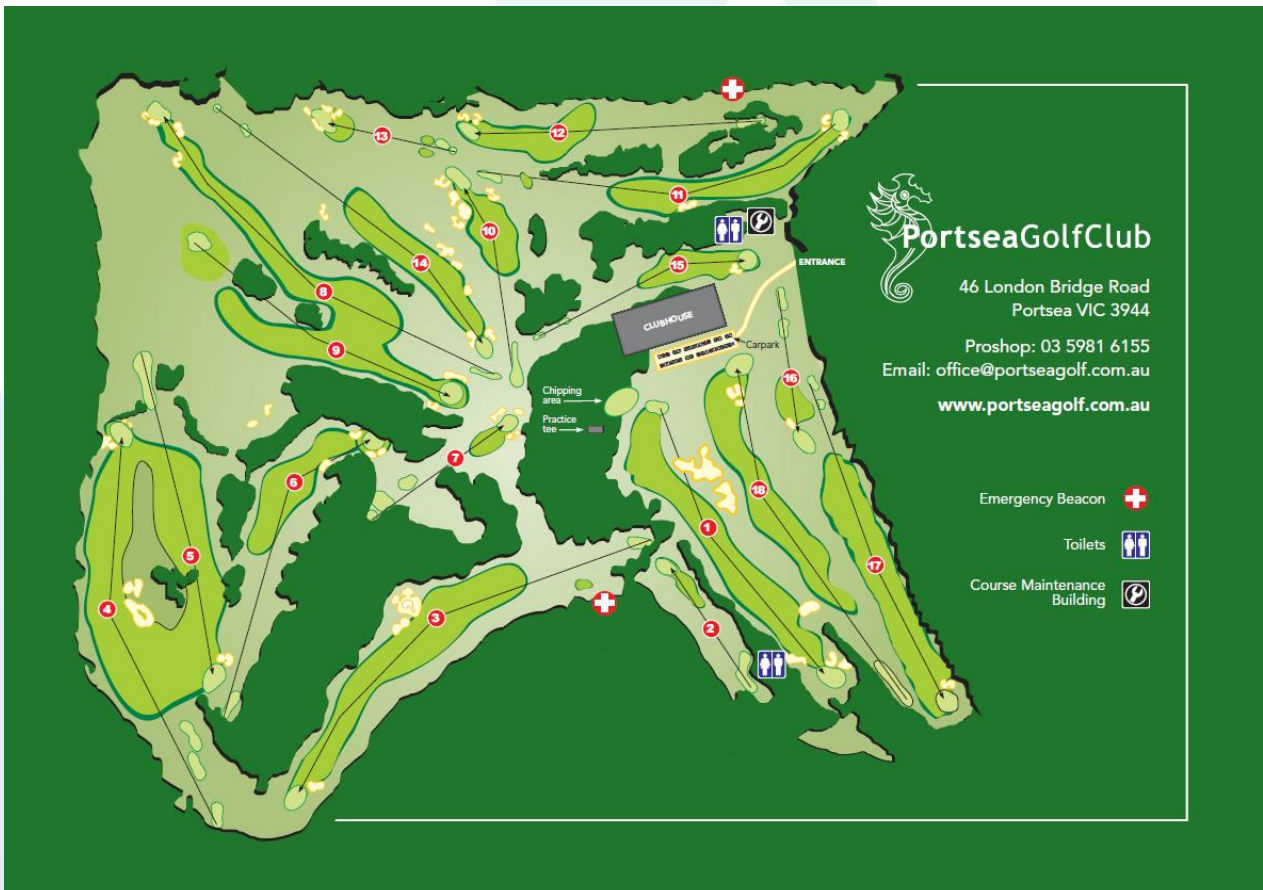 PortseaGolfClub
46 London Bridge Road
Portsea VIC 3944
Proshop: 03 5981 6155
Email: office@portseagolf.com.au
www.portseagolf.com.au
Emergency Beacon
Toilets
Course Maintenance
Building
13
12
11
10
14
15
ENTRANCE
8
CLUBHOUSE
9
Carpark
16
Chipping
area
Practice
tee
7
6
18
1
5
17
4
3
2